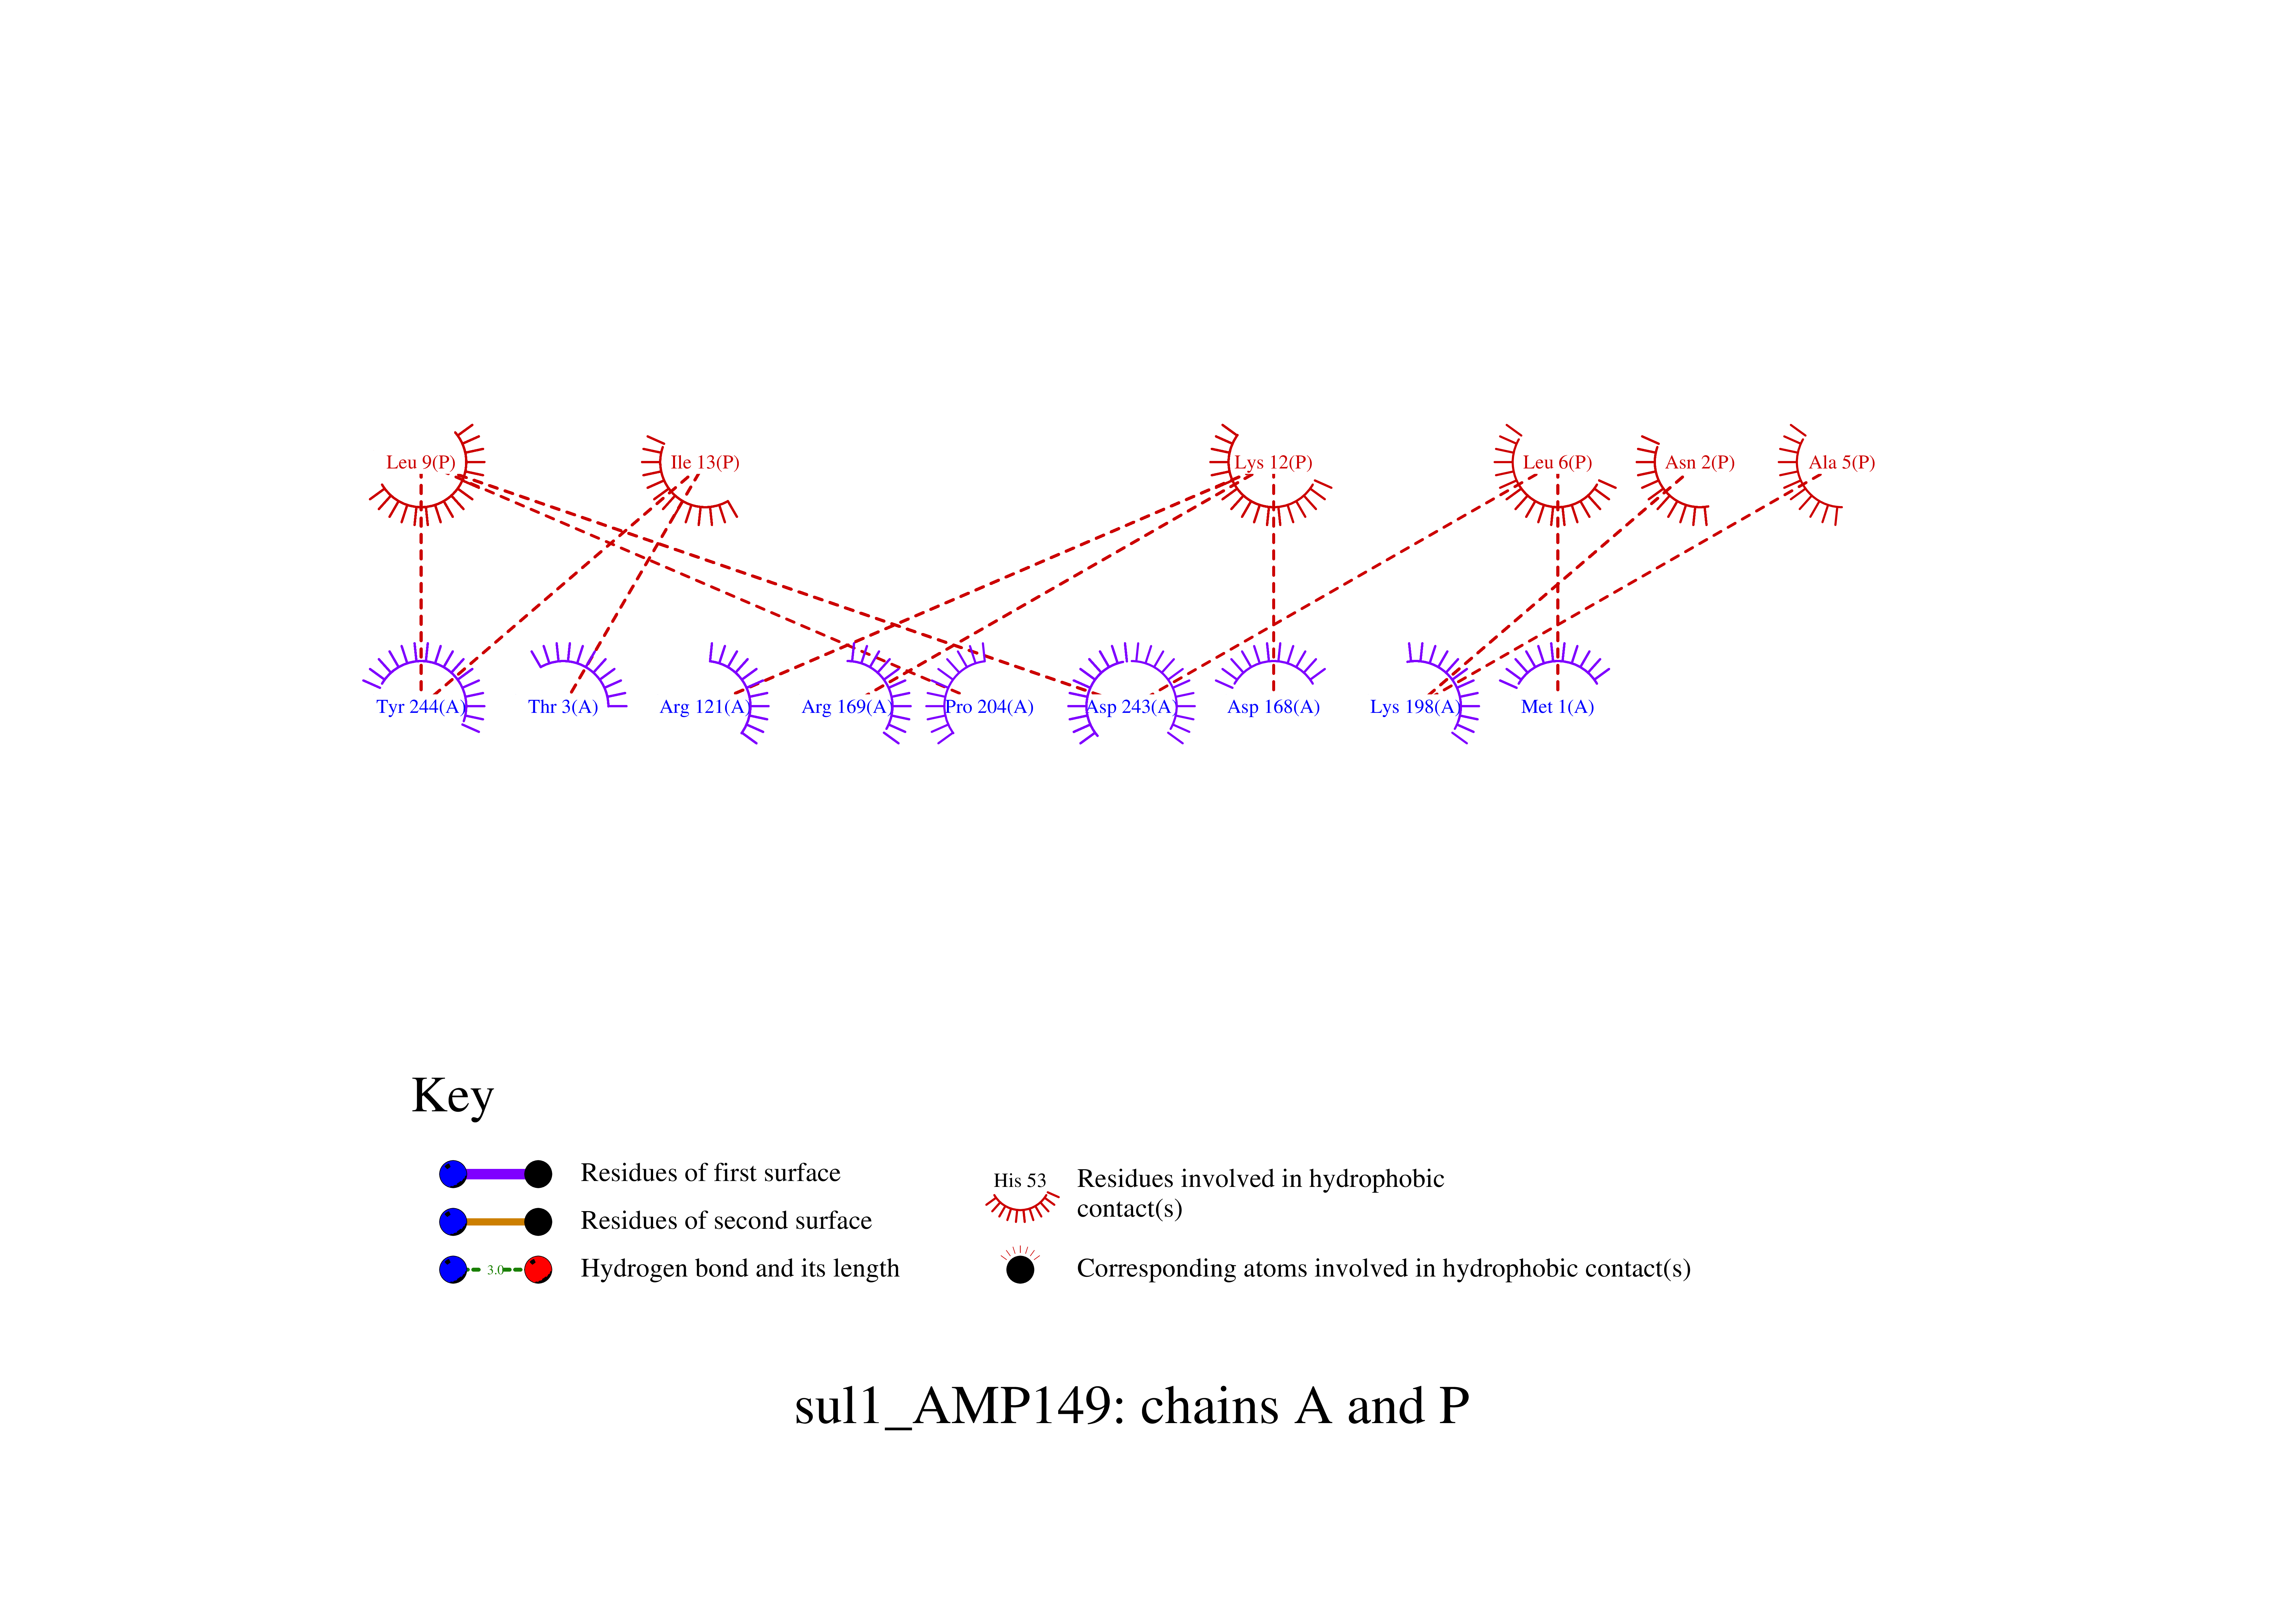 Leu 9(P) Ile 13(P) Lys 12(P) Leu 6(P) Asn 2(P) Ala 5(P)
Tyr 244(A) Thr 3(A) Arg 121(A) Arg 169(A) Pro 204(A) Asp 243(A) Asp 168(A) Lys 198(A) Met 1(A)
Key
Residues of first surface
Residues of second surface
3.0 Hydrogen bond and its length
His 53 Residues involved in hydrophobic
contact(s)
Corresponding atoms involved in hydrophobic contact(s)
sul1_AMP149: chains A and P